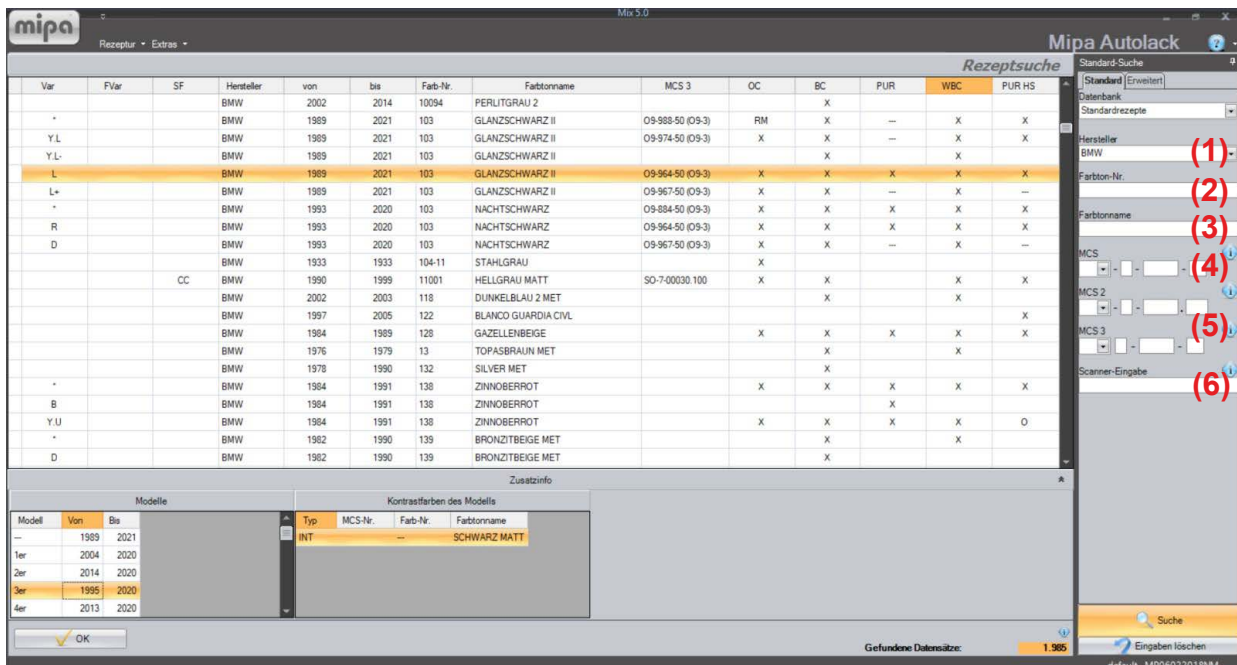 mipa
Mix 5.0
Rezeptur Extras
Mipa Autolack
Rezeptsuche
Var FVar SF Hersteller von bis Farb-Nr. Farbtonname MCS 3 OC BC PUR WBC PUR HS
BMW 2002 2014 10094 PERLITGRAU 2 X
* BMW 1989 2021 103 GLANZSCHWARZ II O9-988-50 (O9-3) RM X --- X X
Y.L BMW 1989 2021 103 GLANZSCHWARZ II O9-974-50 (O9-3) X X --- X X
Y.L- BMW 1989 2021 103 GLANZSCHWARZ II X X
L BMW 1989 2021 103 GLANZSCHWARZ II O9-964-50 (O9-3) X X X X X
L+ BMW 1989 2021 103 GLANZSCHWARZ II O9-967-50 (O9-3) X X --- X ---
* BMW 1993 2020 103 NACHTSCHWARZ O9-884-50 (O9-3) X X X X X
R BMW 1993 2020 103 NACHTSCHWARZ O9-964-50 (O9-3) X X X X X
D BMW 1993 2020 103 NACHTSCHWARZ O9-967-50 (O9-3) X X --- X ---
BMW 1933 1933 104-11 STAHLGRAU X
CC BMW 1990 1999 11001 HELLGRAU MATT SO-7-00030.100 X X X X X
BMW 2002 2003 118 DUNKELBLAU 2 MET X X
BMW 1997 2005 122 BLANCO GUARDIA CIVL X
BMW 1984 1989 128 GAZELLENBEIGE X X X X X
BMW 1976 1979 13 TOPASBRAUN MET X X
BMW 1978 1990 132 SILVER MET X
* BMW 1984 1991 138 ZINNOBERROT X X X X X
B BMW 1984 1991 138 ZINNOBERROT X
Y.U BMW 1984 1991 138 ZINNOBERROT X X X X O
* BMW 1982 1990 139 BRONZITBEIGE MET X X
D BMW 1982 1990 139 BRONZITBEIGE MET X
Zusatzinfo
Modelle
Modell Von Bis
--- 1989 2021
1er 2004 2020
2er 2014 2020
3er 1995 2020
4er 2013 2020
Kontrastfarben des Modells
Typ MCS-Nr. Farb-Nr. Farbtonname
INT --- SCHWARZ MATT
OK
Gefundene Datensätze: 1.985
Standard-Suche
Standard Erweitert
Datenbank
Standardrezepte
Hersteller
BMW (1)
Farbton-Nr.
(2)
Farbtonname
(3)
MCS
(4)
MCS 2
(5)
MCS 3
Scanner-Eingabe
(6)
Suche
Eingaben löschen